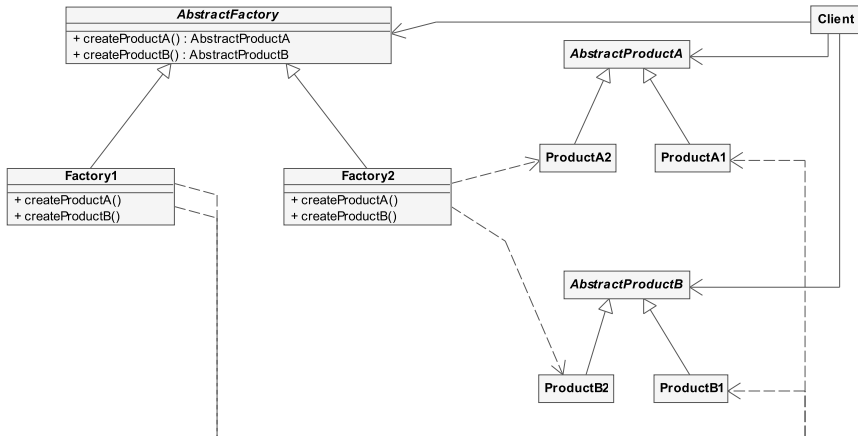 AbstractFactory
+ createProductA() : AbstractProductA
+ createProductB() : AbstractProductB
Client
AbstractProductA
ProductA2
ProductA1
Factory1
+ createProductA()
+ createProductB()
Factory2
+ createProductA()
+ createProductB()
AbstractProductB
ProductB2
ProductB1